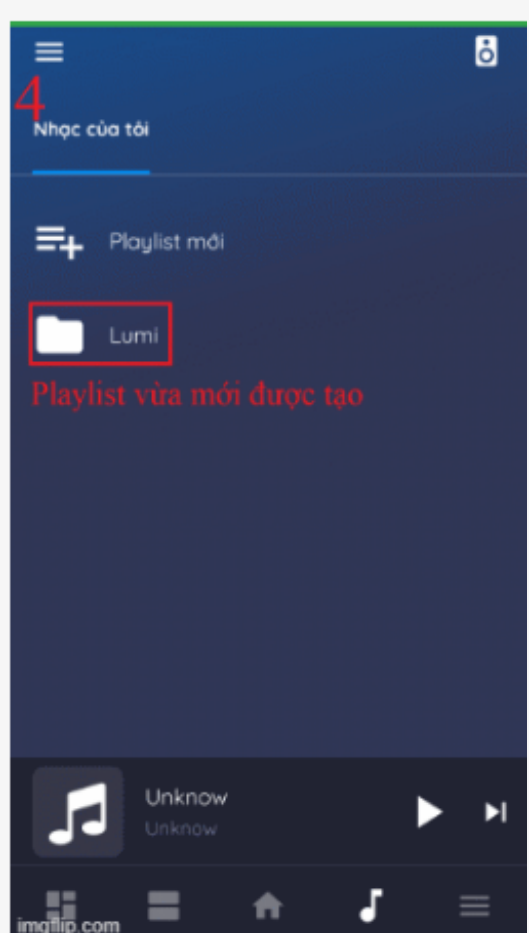 4
Nhạc của tôi
Playlist mới
Lumi
Playlist vừa mới được tạo
Unknow
Unknow
imgflip.com